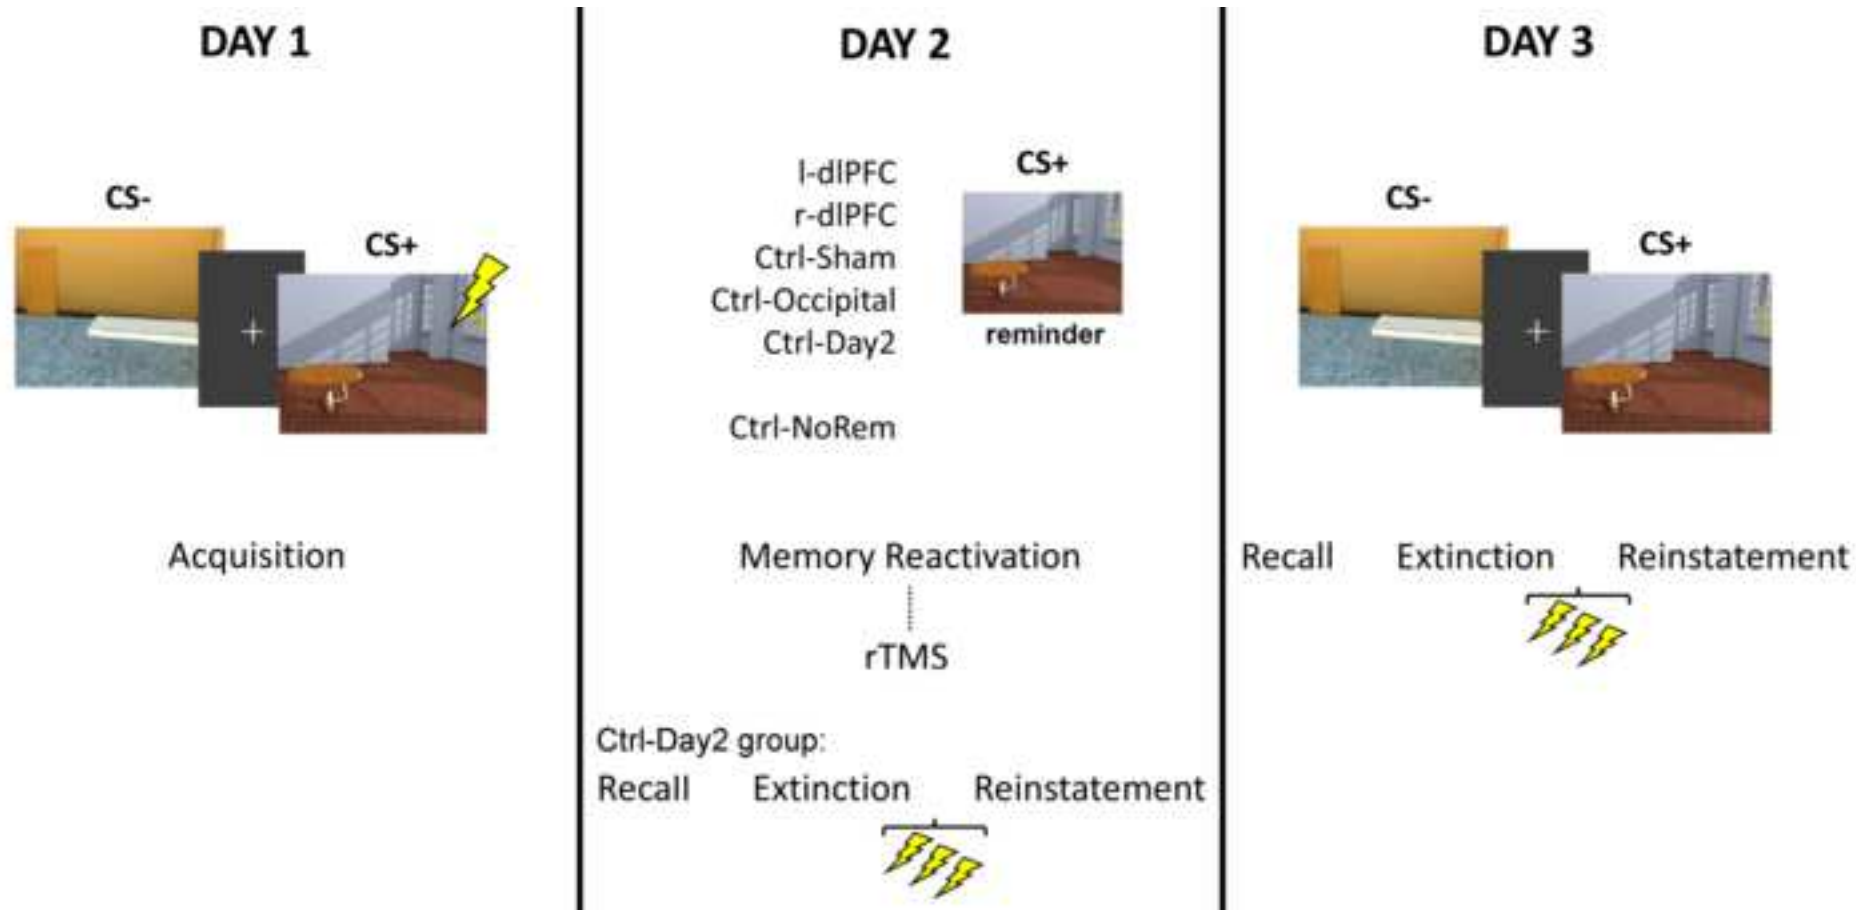 DAY 1
CS-
CS+
Acquisition
DAY 2
l-dlPFC
r-dlPFC
Ctrl-Sham
Ctrl-Occipital
Ctrl-Day2
Ctrl-NoRem
CS+
reminder
Memory Reactivation
rTMS
Ctrl-Day2 group:
Recall Extinction Reinstatement
DAY 3
CS-
CS+
Recall Extinction Reinstatement